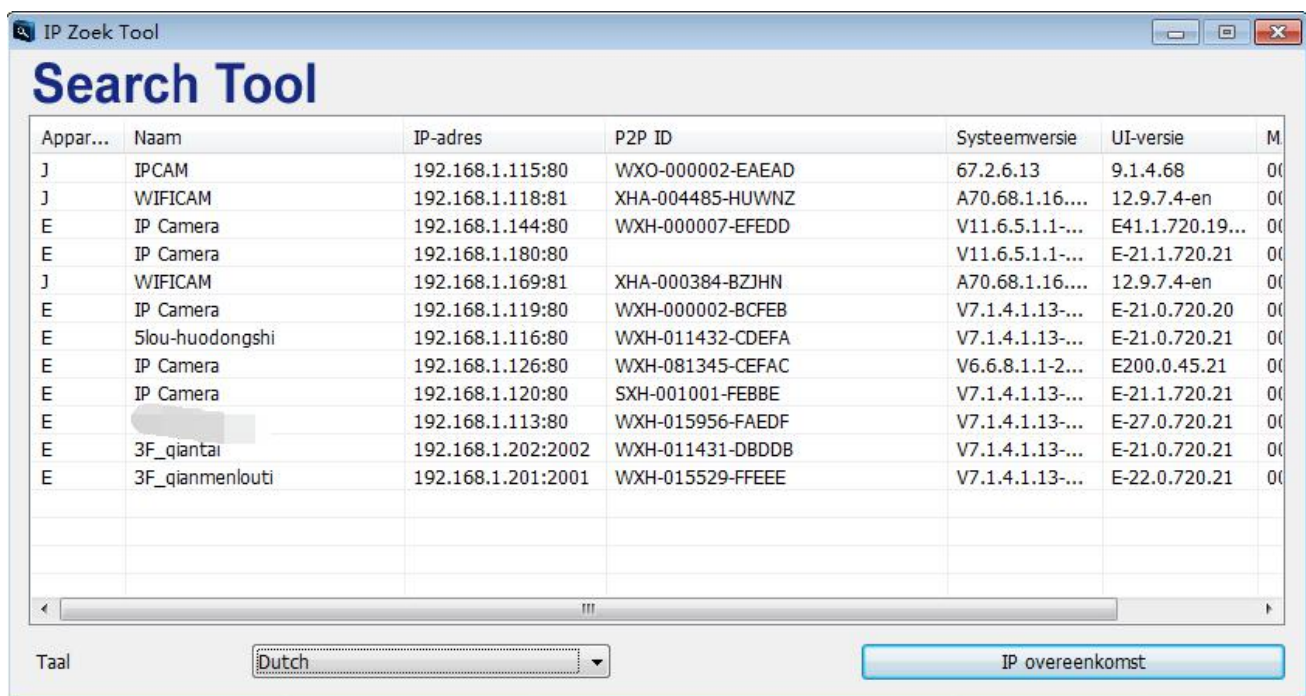 IP Zoek Tool
Search Tool
Appar... Naam IP-adres P2P ID Systeemversie UI-versie M
J IPCAM 192.168.1.115:80 WXO-000002-EAEAD 67.2.6.13 9.1.4.68 00
J WIFICAM 192.168.1.118:81 XHA-004485-HUWNZ A70.68.1.16.... 12.9.7.4-en 00
E IP Camera 192.168.1.144:80 WXH-000007-EFEDD V11.6.5.1.1-... E41.1.720.19... 00
E IP Camera 192.168.1.180:80 V11.6.5.1.1-... E-21.1.720.21 00
J WIFICAM 192.168.1.169:81 XHA-000384-BZJHN A70.68.1.16.... 12.9.7.4-en 00
E IP Camera 192.168.1.119:80 WXH-000002-BCFEB V7.1.4.1.13-... E-21.0.720.20 00
E 5lou-huodongshi 192.168.1.116:80 WXH-011432-CDEFA V7.1.4.1.13-... E-21.0.720.21 00
E IP Camera 192.168.1.126:80 WXH-081345-CEFAC V6.6.8.1.1-2... E200.0.45.21 00
E IP Camera 192.168.1.120:80 SXH-001001-FEBBE V7.1.4.1.13-... E-21.1.720.21 00
E 192.168.1.113:80 WXH-015956-FAEDF V7.1.4.1.13-... E-27.0.720.21 00
E 3F_qiantai 192.168.1.202:2002 WXH-011431-DBDDB V7.1.4.1.13-... E-21.0.720.21 00
E 3F_qianmenlouti 192.168.1.201:2001 WXH-015529-FFEEE V7.1.4.1.13-... E-22.0.720.21 00
Taal Dutch IP overeenkomst